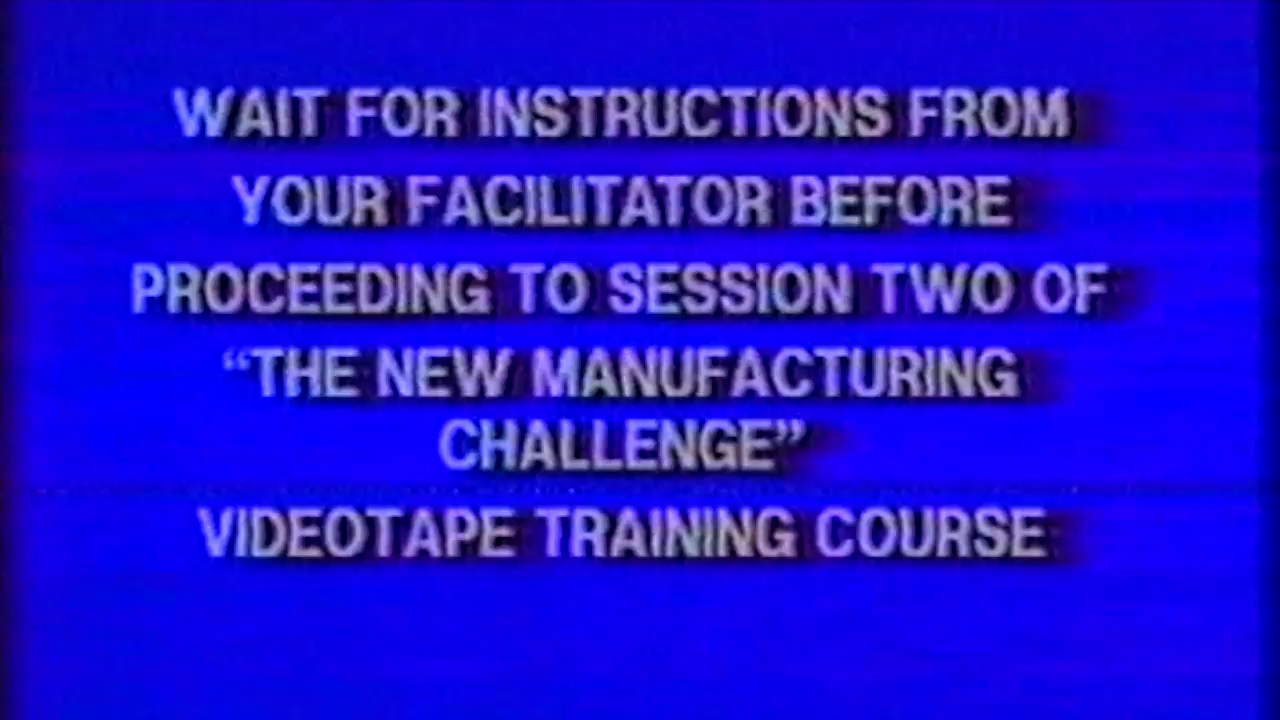 WAIT FOR INSTRUCTIONS FROM
YOUR FACILITATOR BEFORE
PROCEEDING TO SESSION TWO OF
“THE NEW MANUFACTURING
CHALLENGE”
VIDEOTAPE TRAINING COURSE